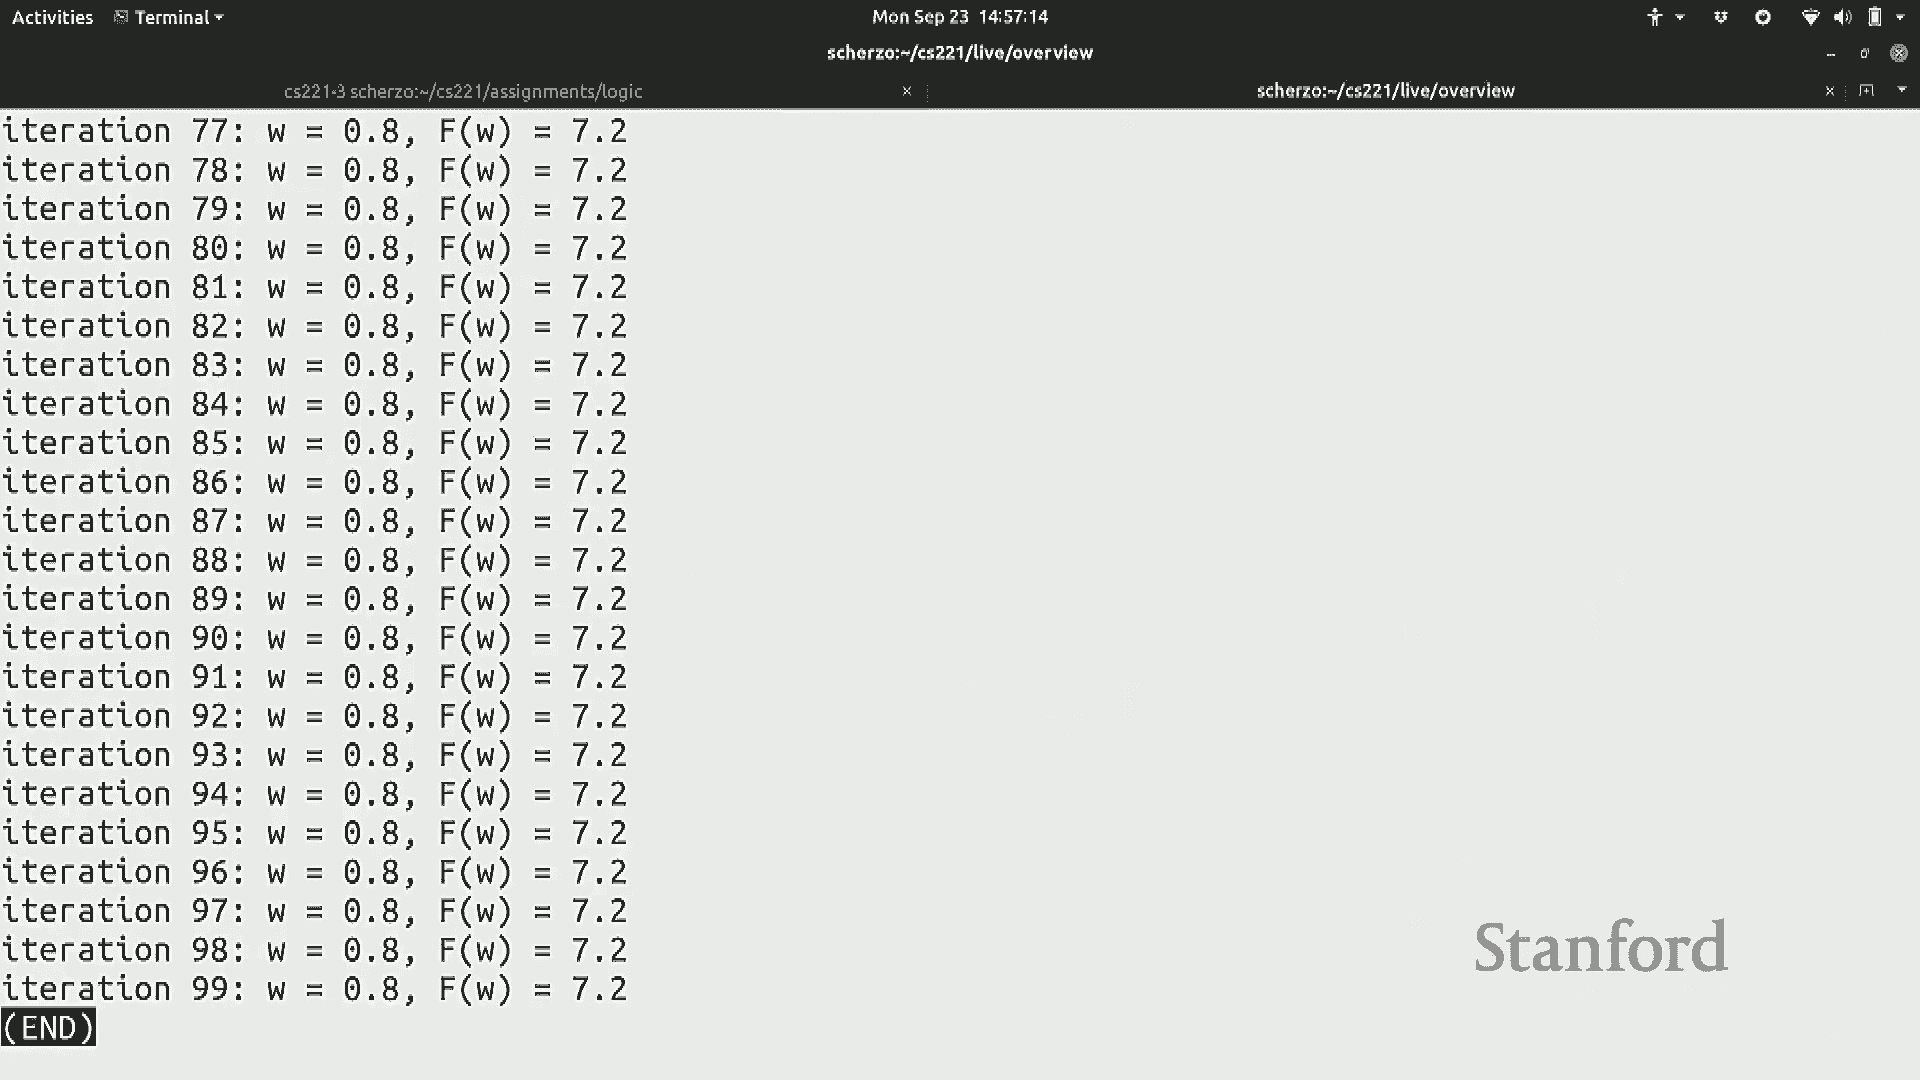 Activities Terminal Mon Sep 23 14:57:14
scherzo:~/cs221/live/overview
cs221-3 scherzo:~/cs221/assignments/logic × scherzo:~/cs221/live/overview ×
iteration 77: w = 0.8, F(w) = 7.2
iteration 78: w = 0.8, F(w) = 7.2
iteration 79: w = 0.8, F(w) = 7.2
iteration 80: w = 0.8, F(w) = 7.2
iteration 81: w = 0.8, F(w) = 7.2
iteration 82: w = 0.8, F(w) = 7.2
iteration 83: w = 0.8, F(w) = 7.2
iteration 84: w = 0.8, F(w) = 7.2
iteration 85: w = 0.8, F(w) = 7.2
iteration 86: w = 0.8, F(w) = 7.2
iteration 87: w = 0.8, F(w) = 7.2
iteration 88: w = 0.8, F(w) = 7.2
iteration 89: w = 0.8, F(w) = 7.2
iteration 90: w = 0.8, F(w) = 7.2
iteration 91: w = 0.8, F(w) = 7.2
iteration 92: w = 0.8, F(w) = 7.2
iteration 93: w = 0.8, F(w) = 7.2
iteration 94: w = 0.8, F(w) = 7.2
iteration 95: w = 0.8, F(w) = 7.2
iteration 96: w = 0.8, F(w) = 7.2
iteration 97: w = 0.8, F(w) = 7.2
iteration 98: w = 0.8, F(w) = 7.2
iteration 99: w = 0.8, F(w) = 7.2
(END)
Stanford